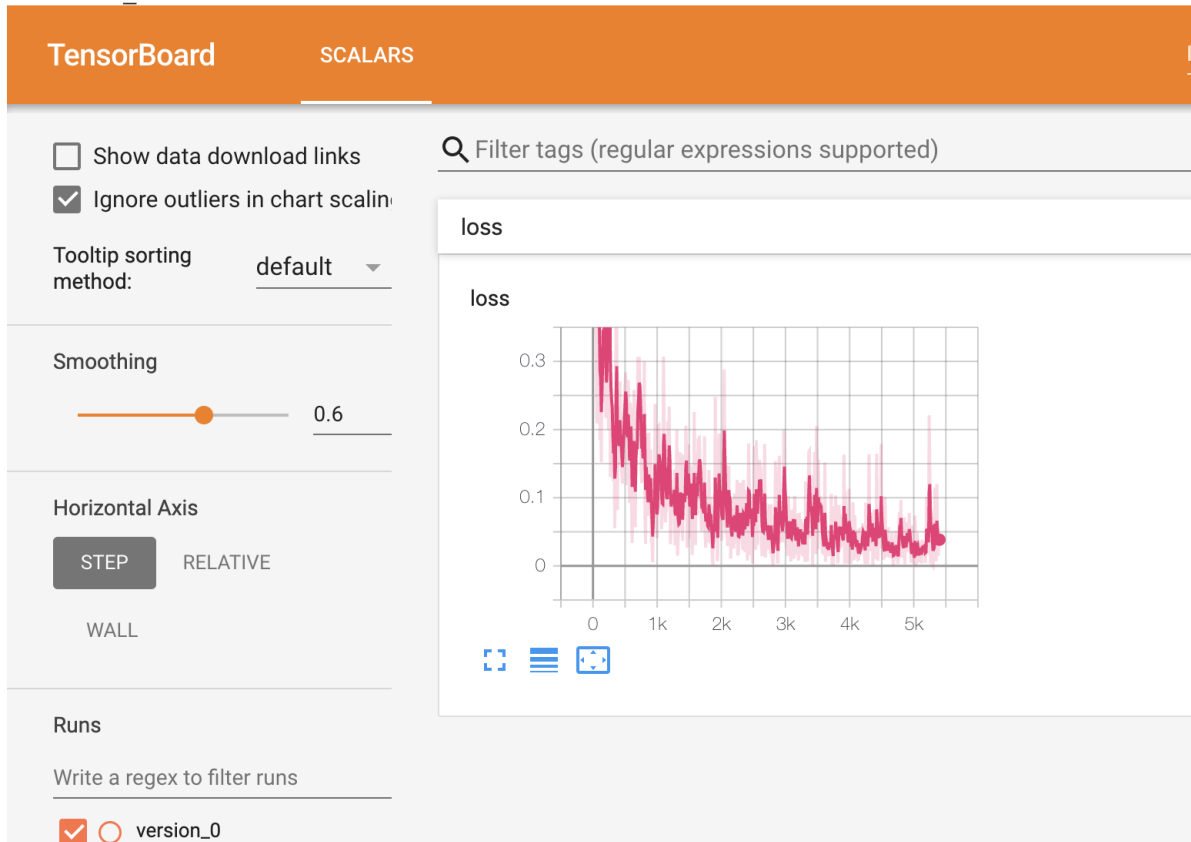 TensorBoard
SCALARS
Show data download links
Ignore outliers in chart scalin
Tooltip sorting
method:
default
Smoothing
0.6
Horizontal Axis
STEP
RELATIVE
WALL
Runs
Write a regex to filter runs
version_0
Filter tags (regular expressions supported)
loss
loss
0.3
0.2
0.1
0
0 1k 2k 3k 4k 5k